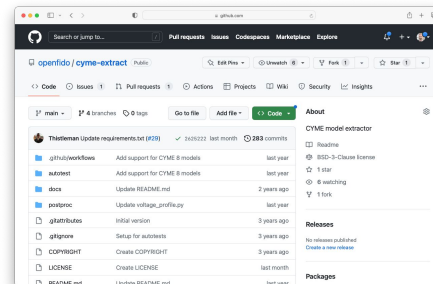 github.com
Search or jump to... / Pull requests Issues Codespaces Marketplace Explore
openfido / cyme-extract Public Edit Pins Unwatch 6 Fork 1 Star 1
Code Issues 1 Pull requests 1 Actions Projects Wiki Security Insights
main 4 branches 0 tags Go to file Add file Code
Thistleman Update requirements.txt (#29) 2625222 last month 283 commits
.github/workflows Add support for CYME 8 models last year
autotest Add support for CYME 8 models last year
docs Update README.md 2 years ago
postproc Update voltage_profile.py last year
.gitattributes Initial version 3 years ago
.gitignore Setup for autotests 3 years ago
COPYRIGHT Create COPYRIGHT 3 years ago
LICENSE Create LICENSE last month
README.md Update README.md last year
About
CYME model extractor
Readme
BSD-3-Clause license
1 star
6 watching
1 fork
Releases
No releases published
Create a new release
Packages